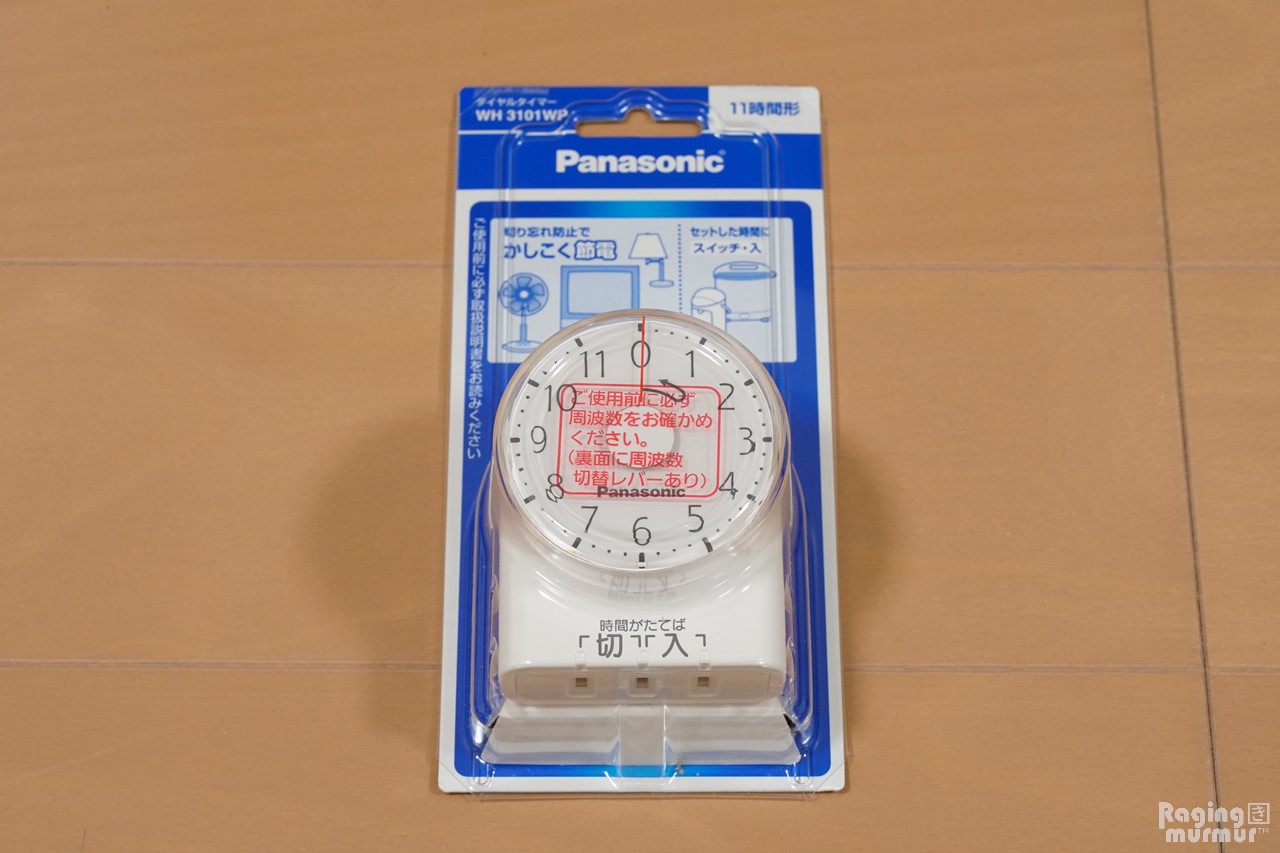 ダイヤルタイマー
WH 3101WP
11時間形
Panasonic
ご使用前に必ず取扱説明書をお読みください
切り忘れ防止で
かしこく節電
セットした時間に
スイッチ・入
0
1
2
3
4
5
6
7
8
9
10
11
ご使用前に必ず
周波数をお確かめ
ください。
(裏面に周波数
切替レバーあり)
Panasonic
時間がたてば
「切」「入」
Raging き
murmur™